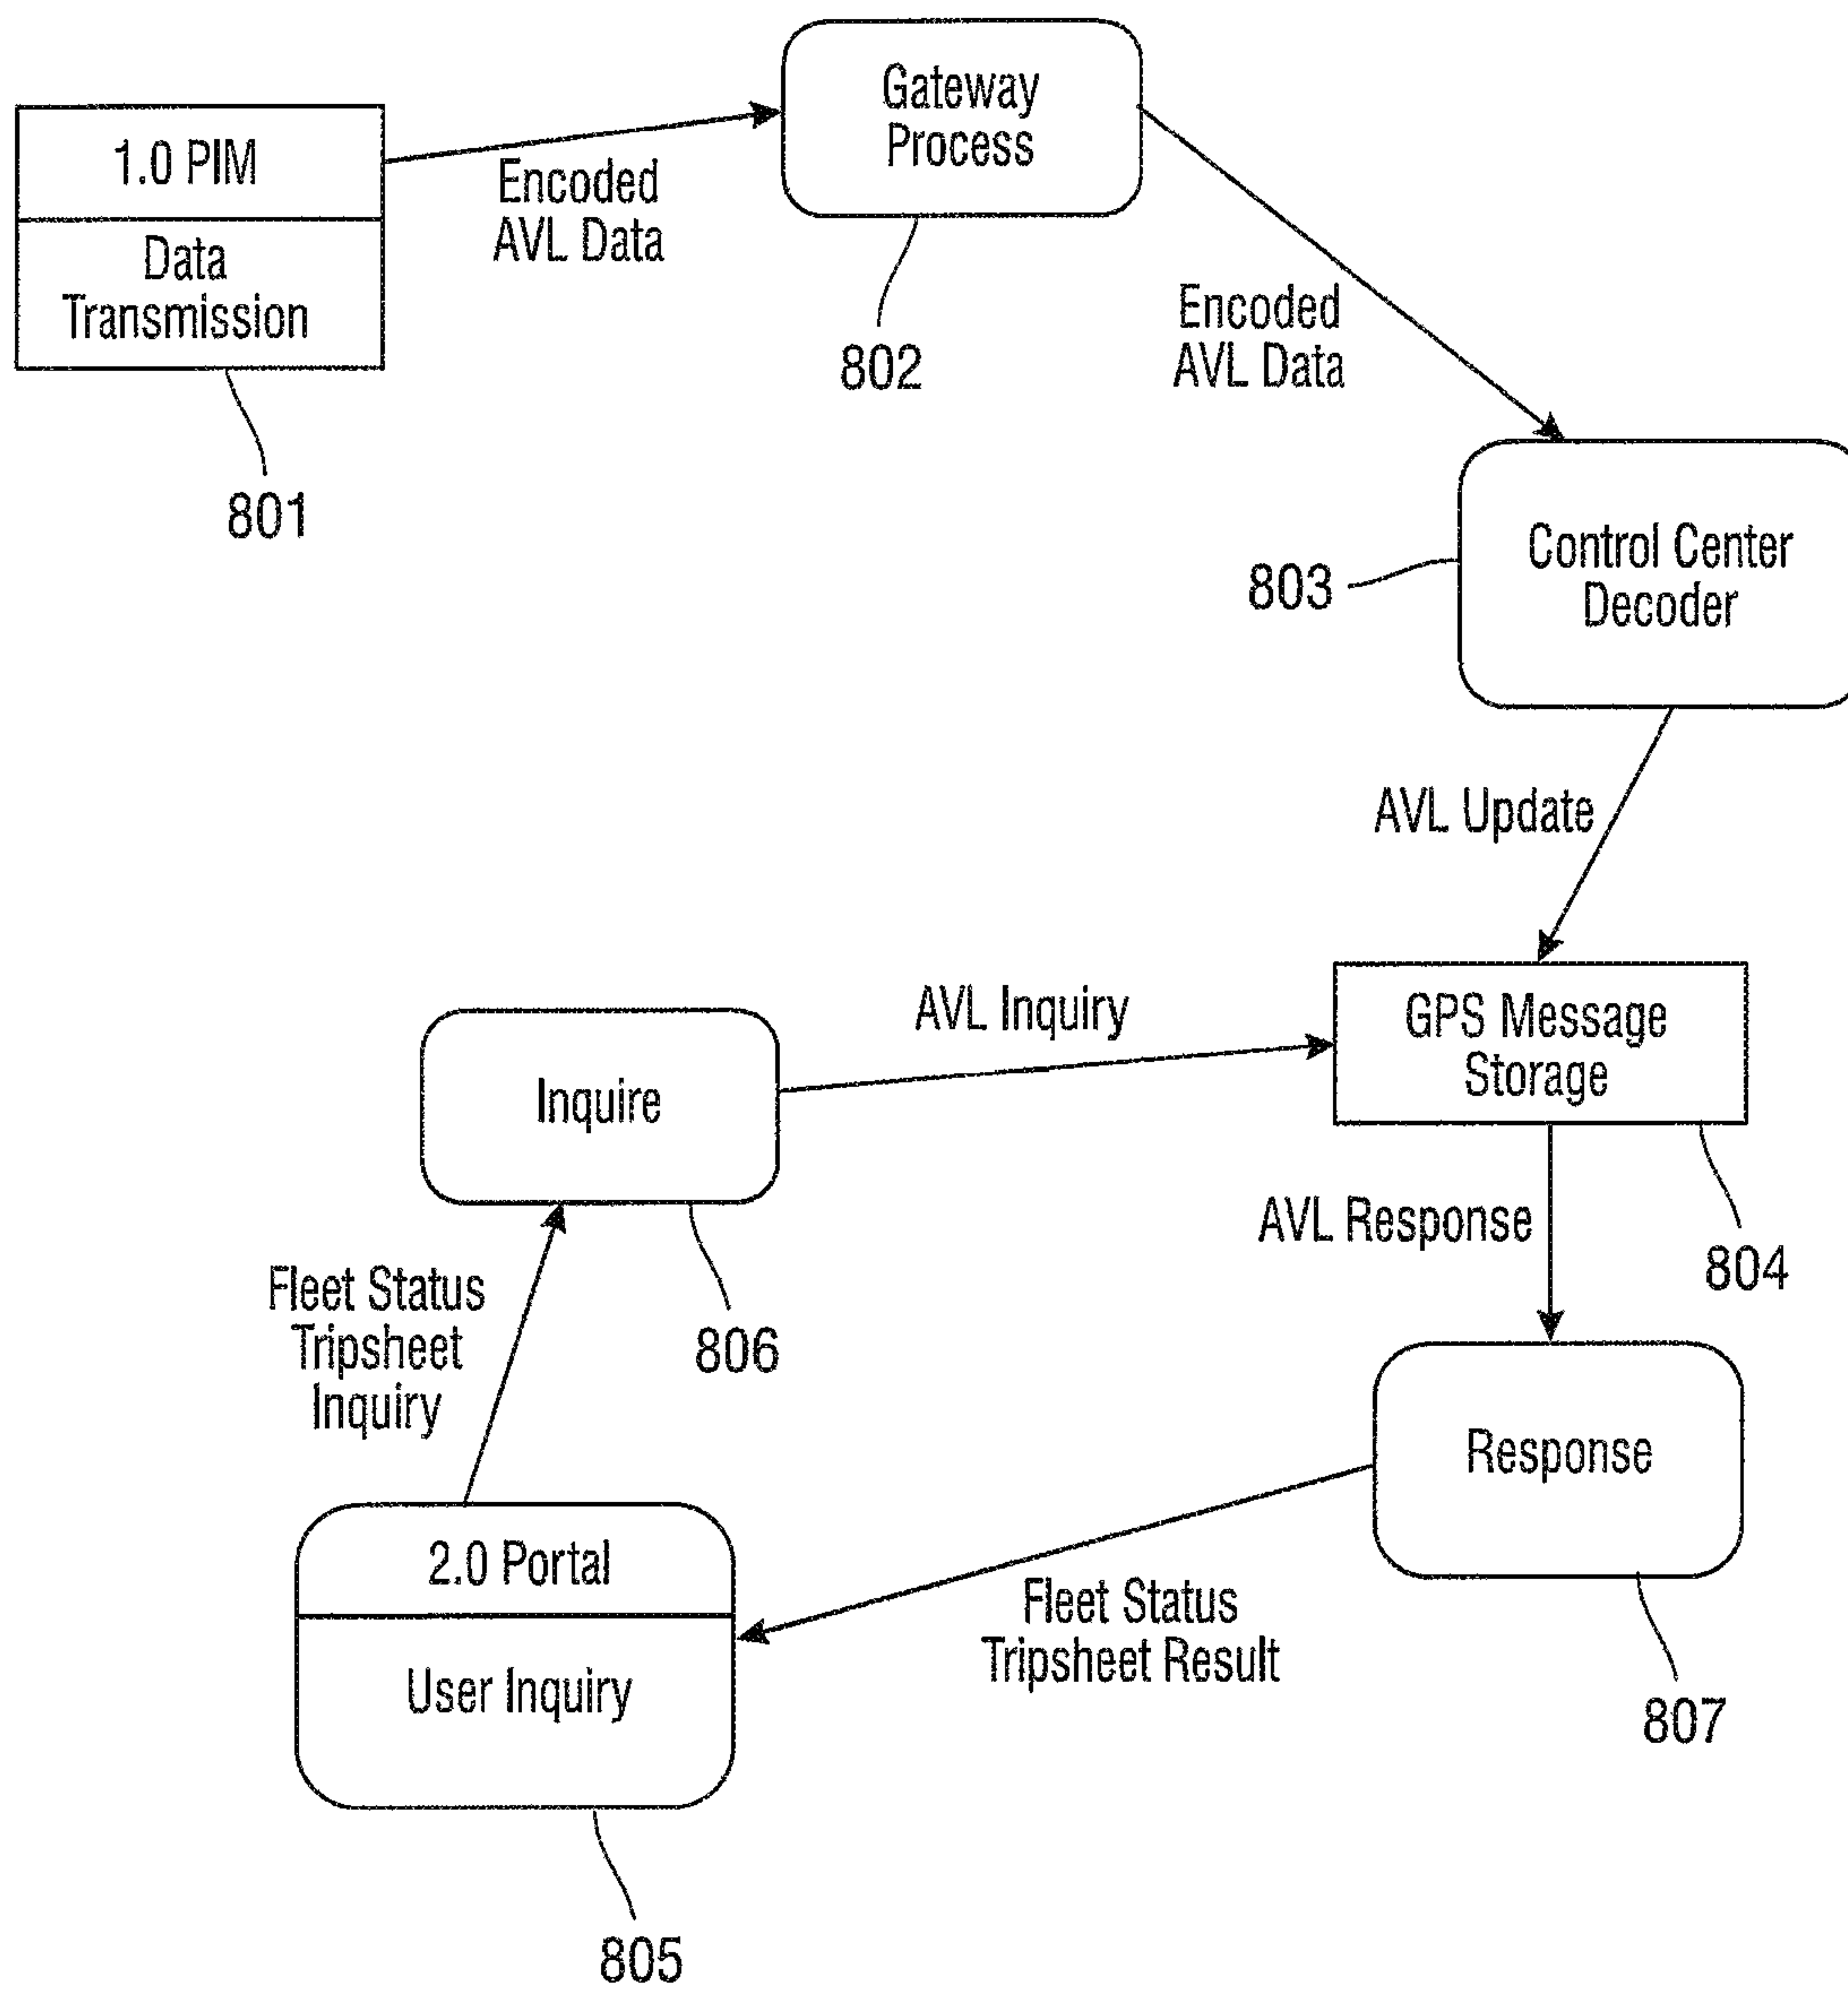 1.0 PIM
Data
Transmission
801
Encoded
AVL Data
Gateway
Process
802
Encoded
AVL Data
Control Center
Decoder
803
AVL Update
GPS Message
Storage
804
AVL Inquiry
Inquire
806
AVL Response
Fleet Status
Tripsheet
Inquiry
Response
807
2.0 Portal
User Inquiry
805
Fleet Status
Tripsheet Result